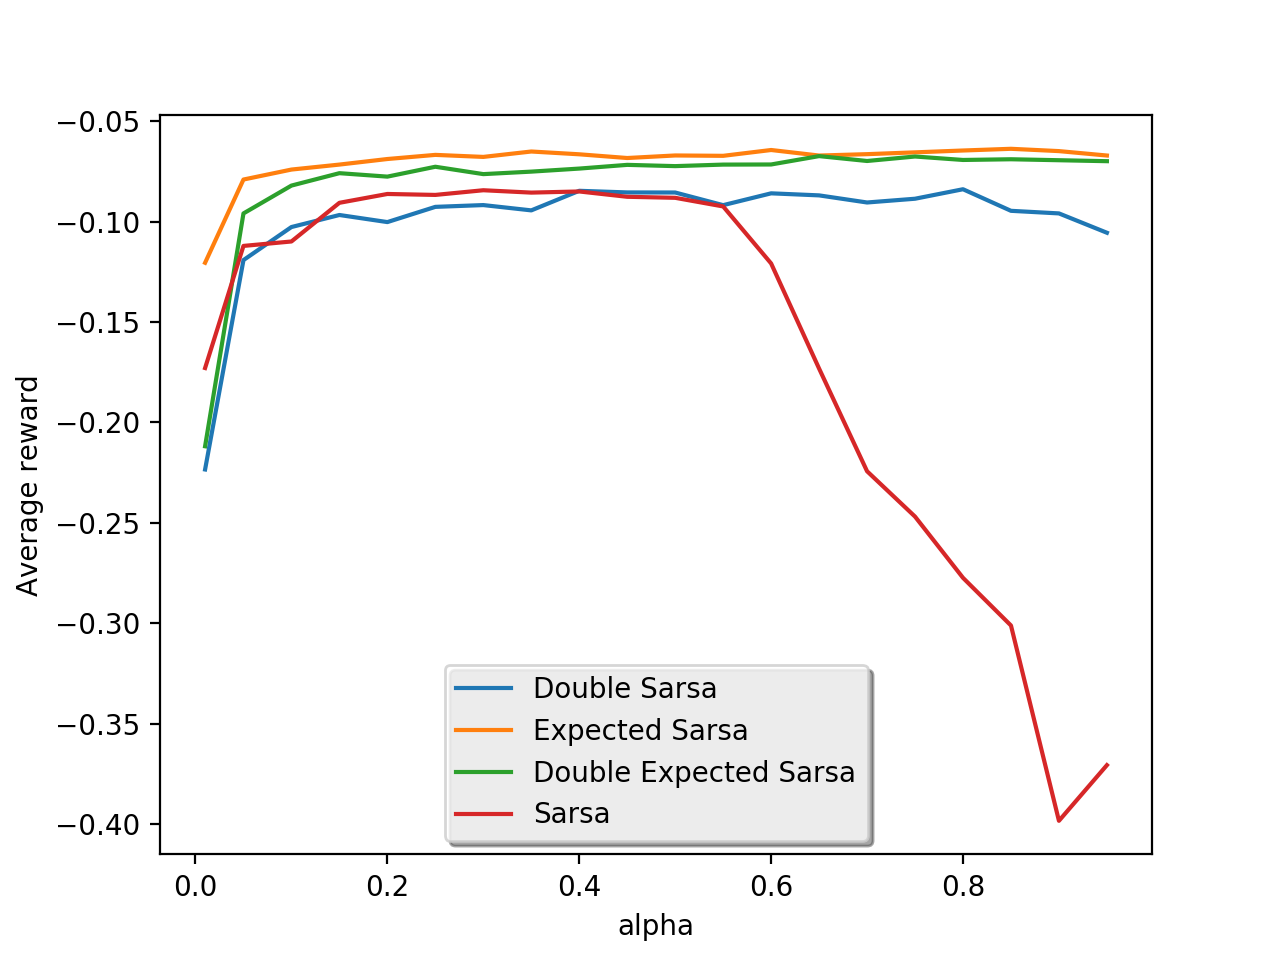 −0.05
−0.10
−0.15
−0.20
−0.25
−0.30
−0.35
−0.40
Average reward
Double Sarsa
Expected Sarsa
Double Expected Sarsa
Sarsa
0.0 0.2 0.4 0.6 0.8
alpha